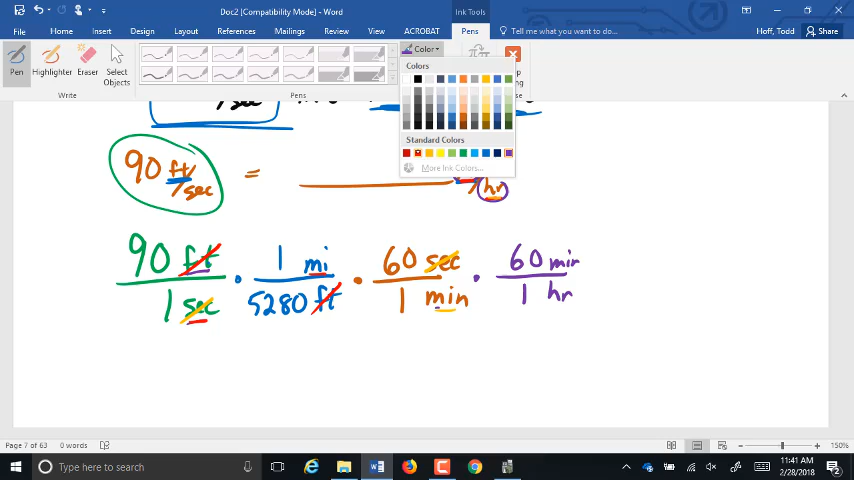 Doc2 [Compatibility Mode] - Word
Ink Tools
Hoff, Todd
File Home Insert Design Layout References Mailings Review View ACROBAT Pens Tell me what you want to do... Share
Pen Highlighter Eraser Select Objects
Color
Write
Pens
Colors
Standard Colors
More Ink Colors...
/sec
90 ft/sec = /hr
90 ft 1 mi 60 sec 60 min
1 sec · 5280 ft · 1 min · 1 hr
Page 7 of 63 0 words
150%
Type here to search
11:41 AM
2/28/2018